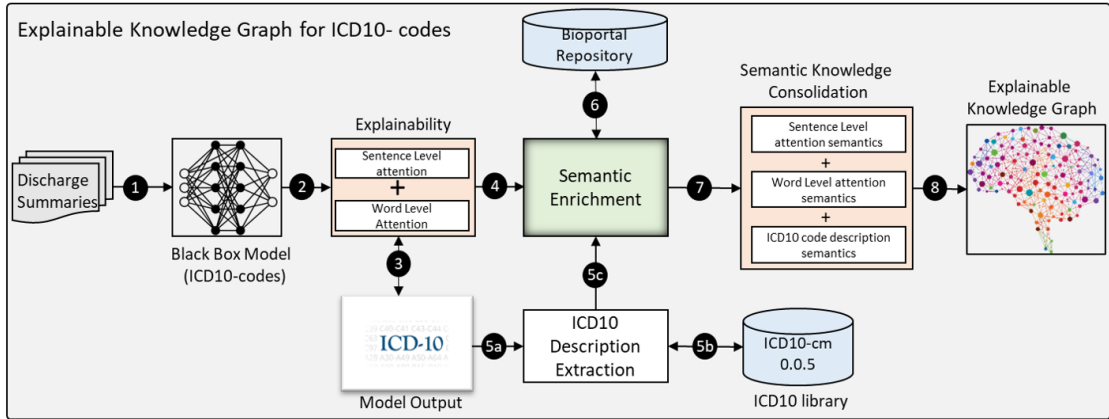 Explainable Knowledge Graph for ICD10- codes
Bioportal
Repository
6
Semantic Knowledge
Consolidation
Explainable
Knowledge Graph
Explainability
Discharge
Summaries
1
Black Box Model
(ICD10-codes)
2
Sentence Level
attention
+
Word Level
Attention
4
Semantic
Enrichment
7
Sentence Level
attention semantics
+
Word Level attention
semantics
+
ICD10 code description
semantics
8
3
5c
ICD-10
Model Output
5a
ICD10
Description
Extraction
5b
ICD10-cm
0.0.5
ICD10 library